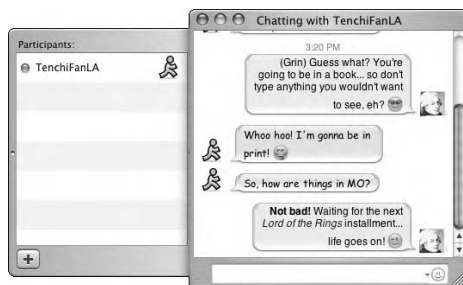 Chatting with TenchiFanLA
Participants:
TenchiFanLA
3:20 PM
(Grin) Guess what? You're
going to be in a book... so don't
type anything you wouldn't want
to see, eh?
Whoo hoo! I'm gonna be in
print!
So, how are things in MO?
Not bad! Waiting for the next
Lord of the Rings installment...
life goes on!